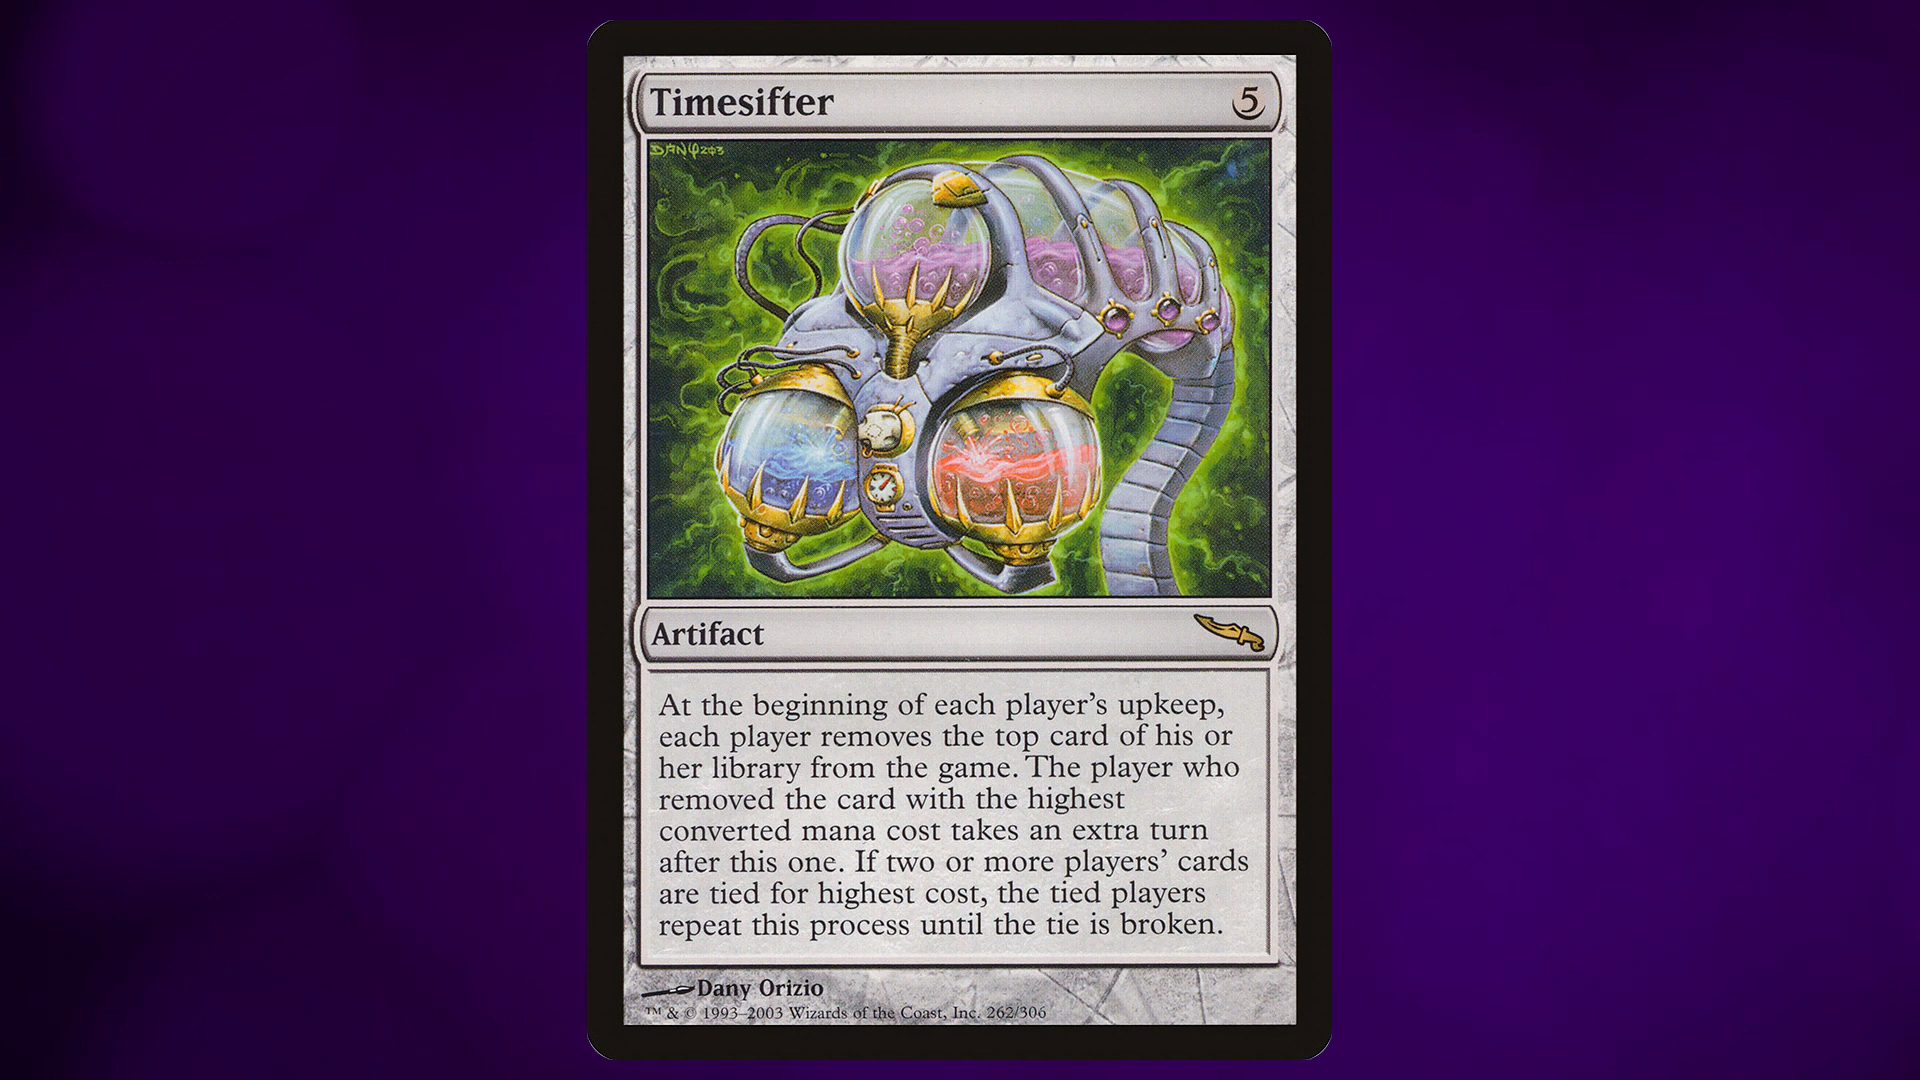 Timesifter 5
DANY 2003
Artifact
At the beginning of each player's upkeep,
each player removes the top card of his or
her library from the game. The player who
removed the card with the highest
converted mana cost takes an extra turn
after this one. If two or more players' cards
are tied for highest cost, the tied players
repeat this process until the tie is broken.
Dany Orizio
™ & © 1993–2003 Wizards of the Coast, Inc. 262/306